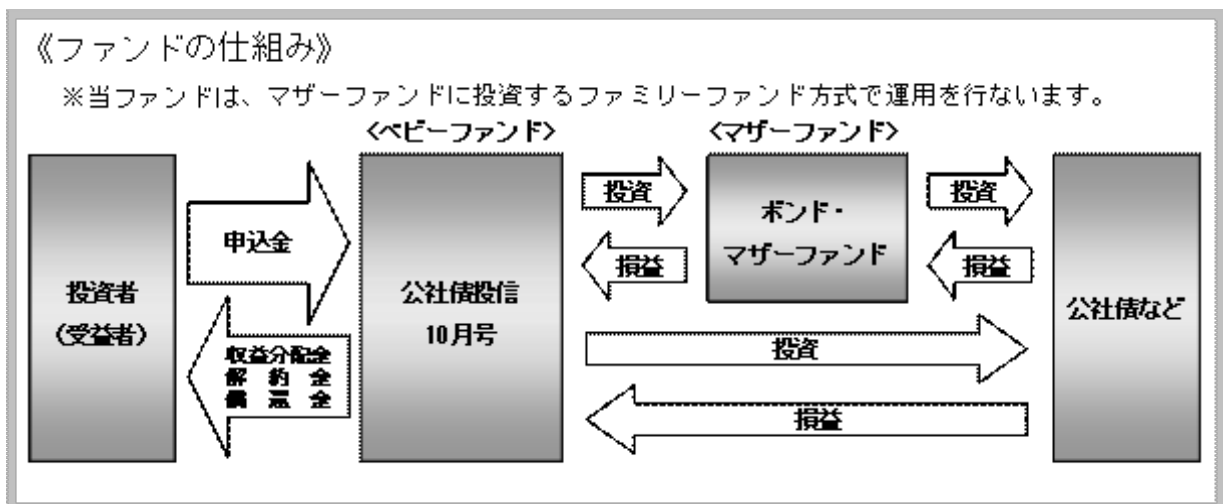 《ファンドの仕組み》
※当ファンドは、マザーファンドに投資するファミリーファンド方式で運用を行ないます。
〈ベビーファンド〉
〈マザーファンド〉
投資者
(受益者)
申込金
収益分配金
解約金
償還金
公社債投信
10月号
投資
損益
ボンド・
マザーファンド
投資
損益
投資
損益
公社債など